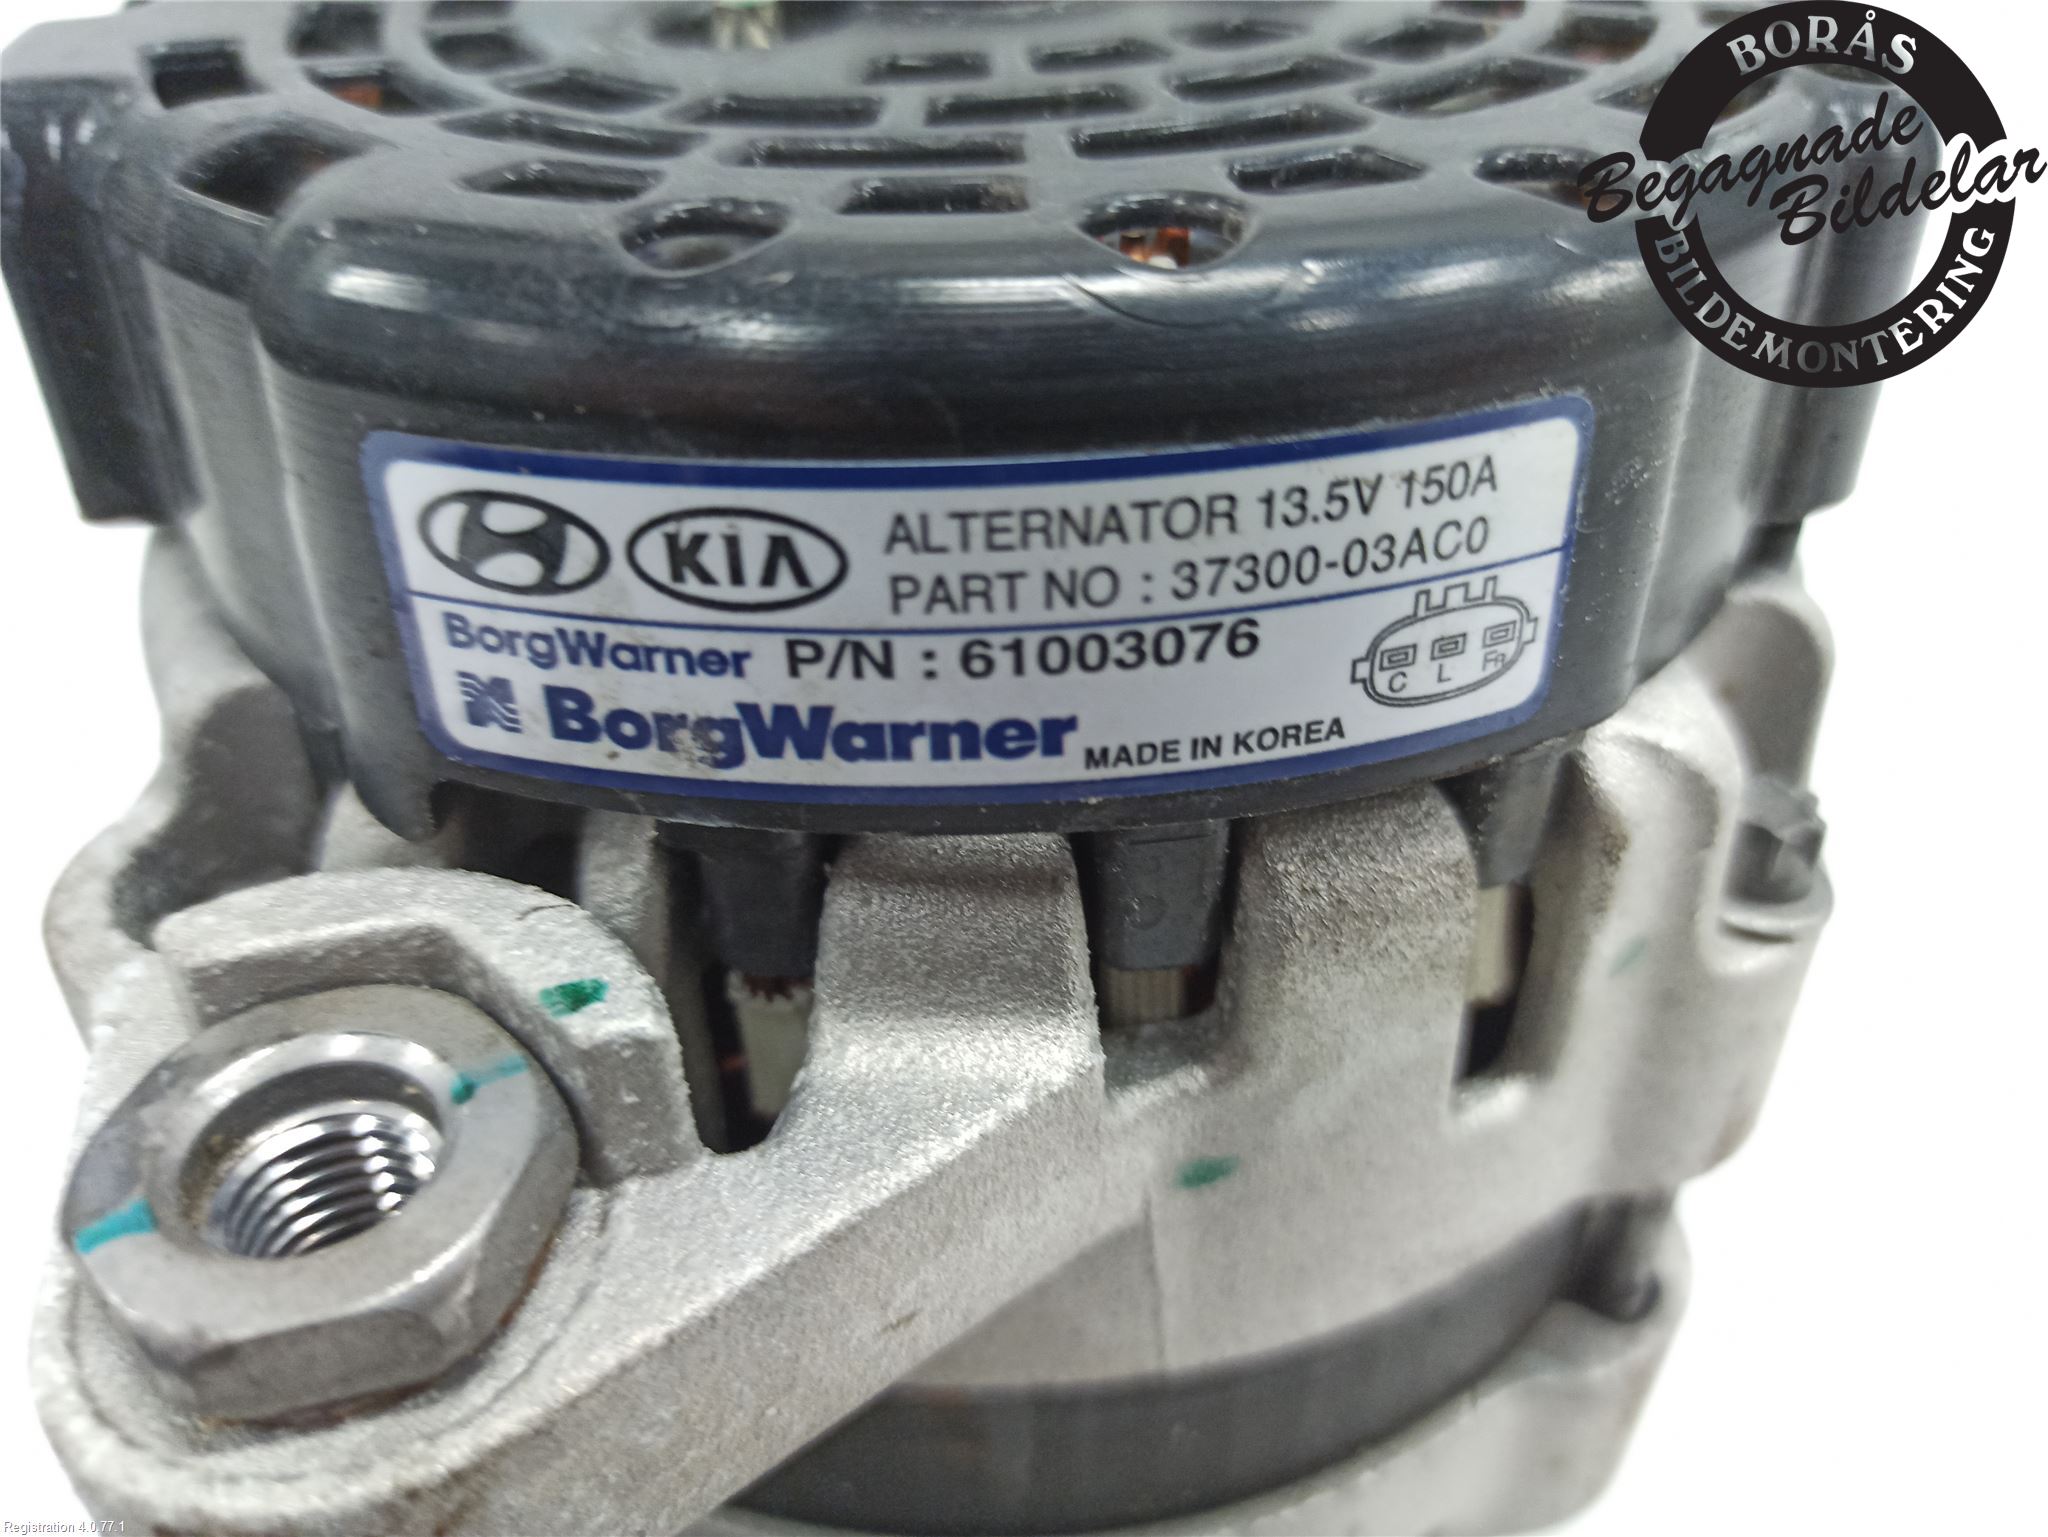 BORÅS
Begagnade
Bildelar
BILDEMONTERING
KIA
ALTERNATOR 13.5V 150A
PART NO : 37300-03AC0
BorgWarner P/N : 61003076
C L FR
BorgWarner MADE IN KOREA
Registration 4.0.77.1